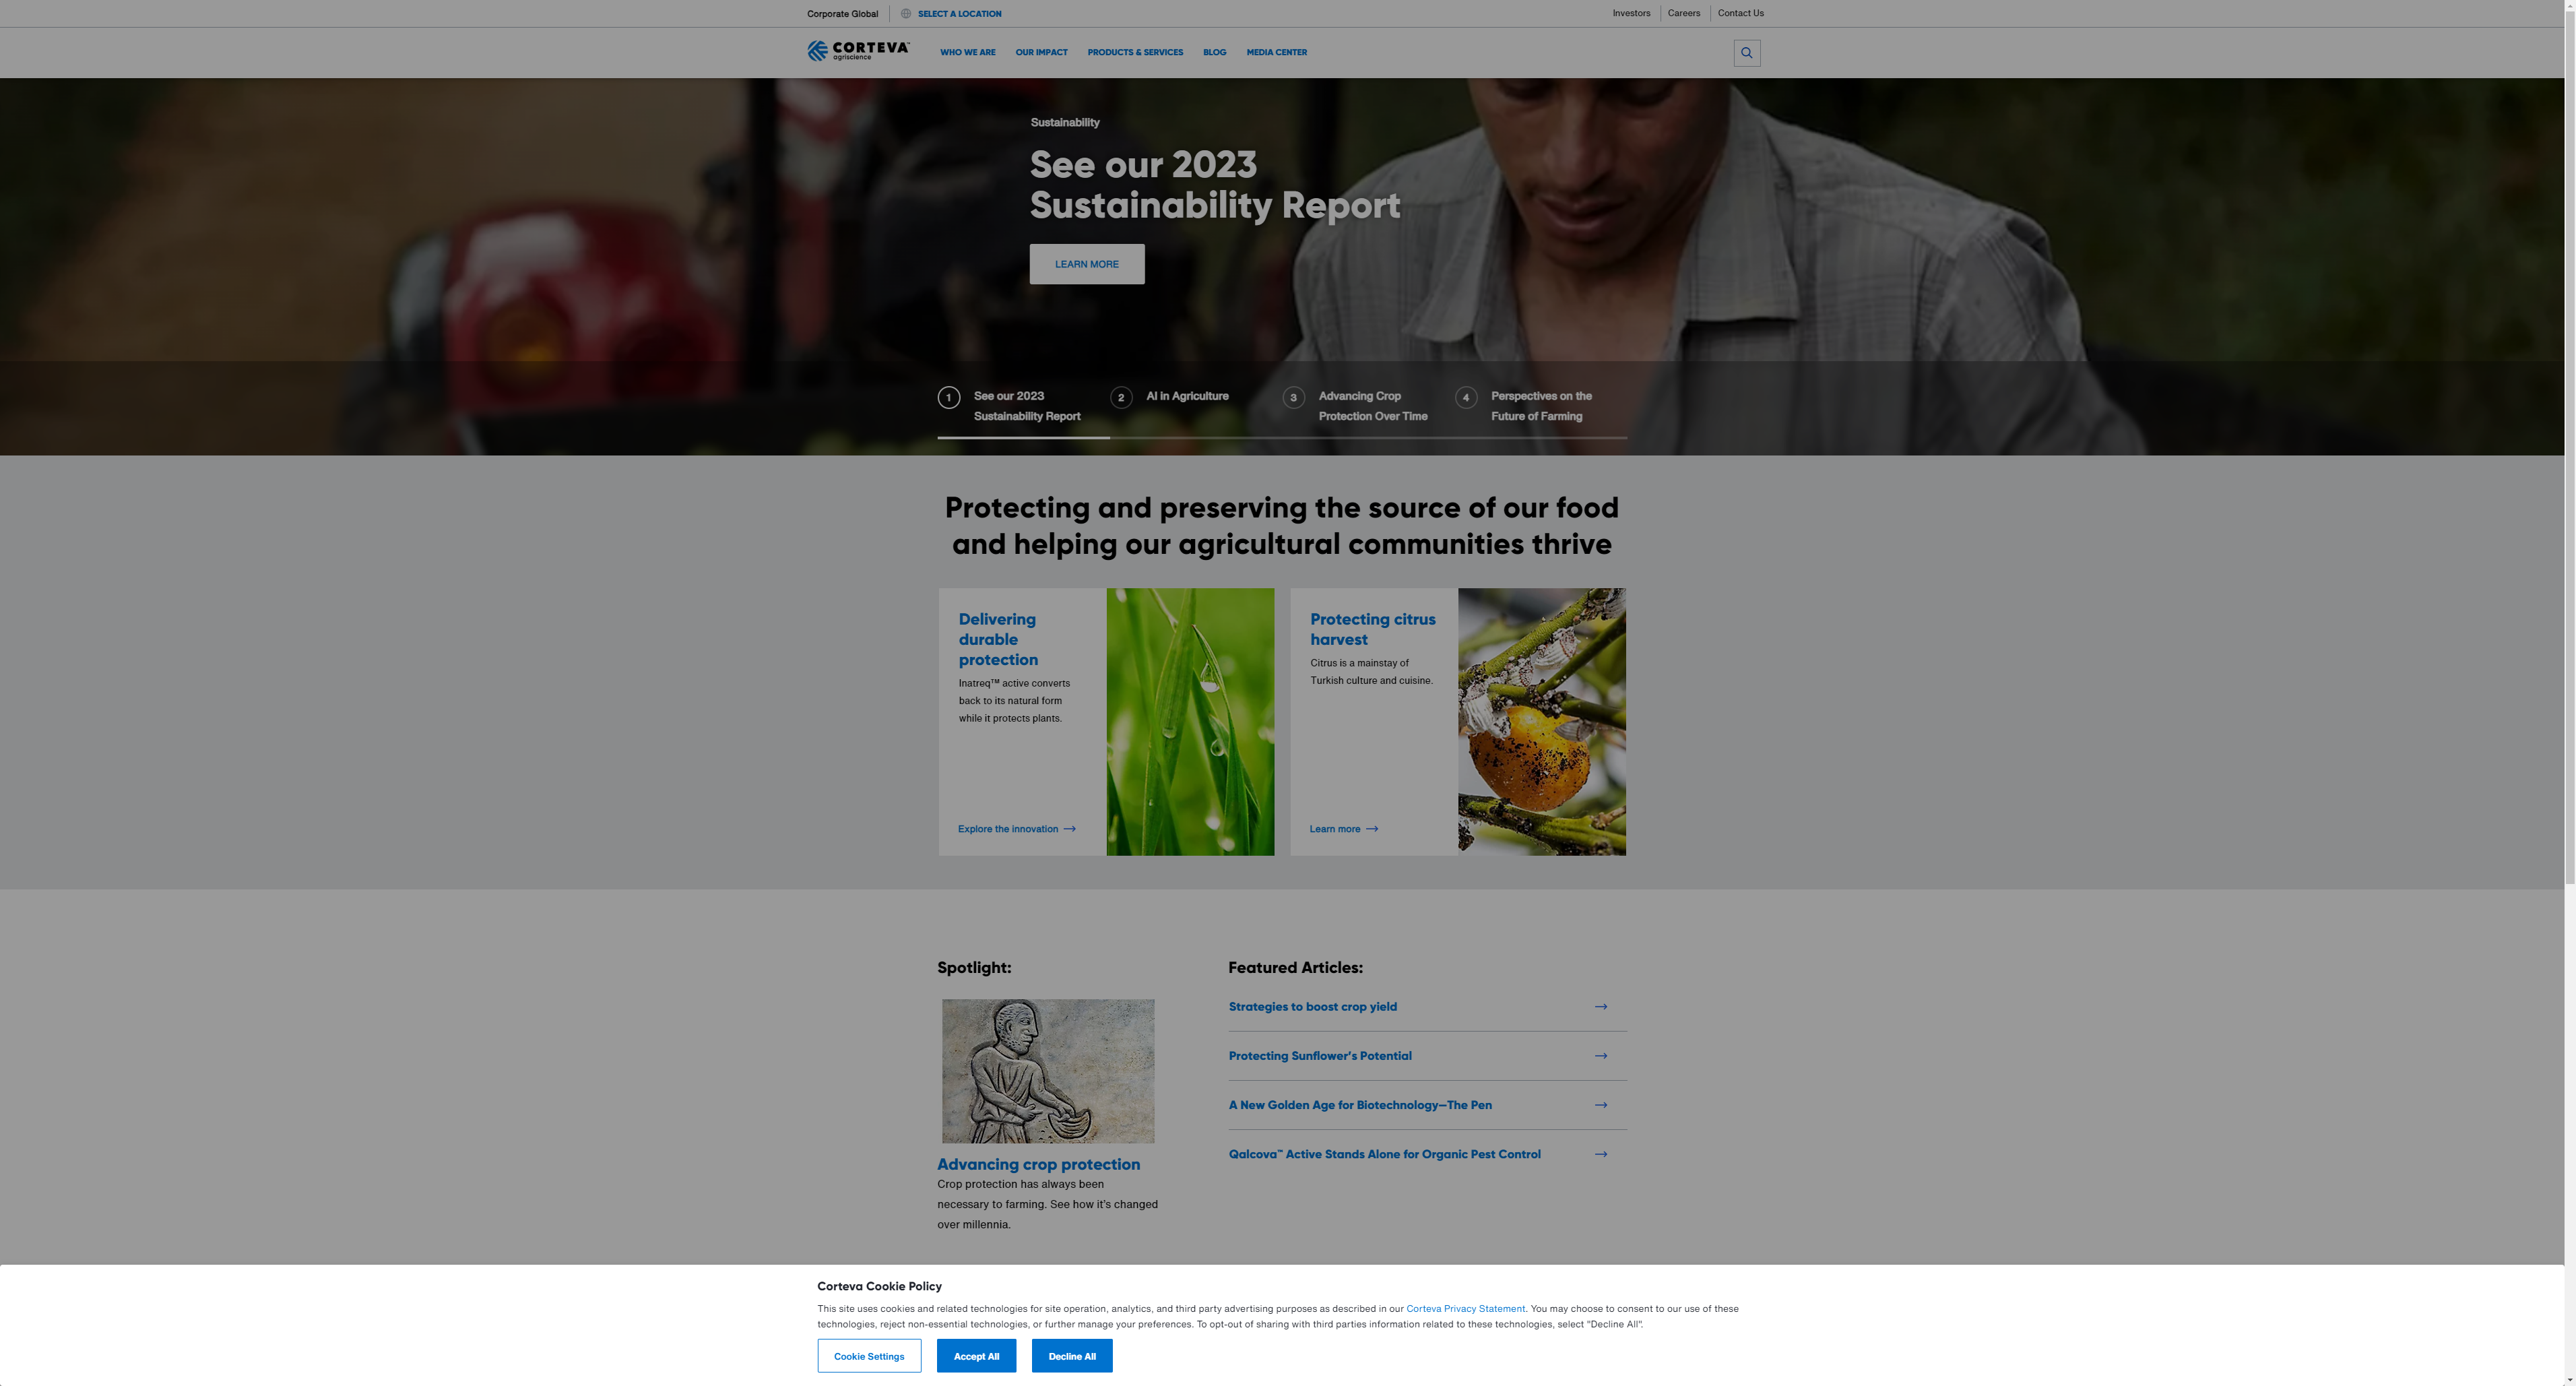 Corporate Global
SELECT A LOCATION
Investors
Careers
Contact Us
CORTEVA™
agriscience
WHO WE ARE
OUR IMPACT
PRODUCTS & SERVICES
BLOG
MEDIA CENTER
Sustainability
See our 2023
Sustainability Report
LEARN MORE
1
See our 2023
Sustainability Report
2
AI in Agriculture
3
Advancing Crop
Protection Over Time
4
Perspectives on the
Future of Farming
Protecting and preserving the source of our food
and helping our agricultural communities thrive
Delivering
durable
protection
Inatreq™ active converts
back to its natural form
while it protects plants.
Explore the innovation
Protecting citrus
harvest
Citrus is a mainstay of
Turkish culture and cuisine.
Learn more
Spotlight:
Advancing crop protection
Crop protection has always been
necessary to farming. See how it's changed
over millennia.
Featured Articles:
Strategies to boost crop yield
Protecting Sunflower's Potential
A New Golden Age for Biotechnology—The Pen
Qalcova™ Active Stands Alone for Organic Pest Control
Corteva Cookie Policy
This site uses cookies and related technologies for site operation, analytics, and third party advertising purposes as described in our Corteva Privacy Statement. You may choose to consent to our use of these
technologies, reject non-essential technologies, or further manage your preferences. To opt-out of sharing with third parties information related to these technologies, select "Decline All".
Cookie Settings
Accept All
Decline All